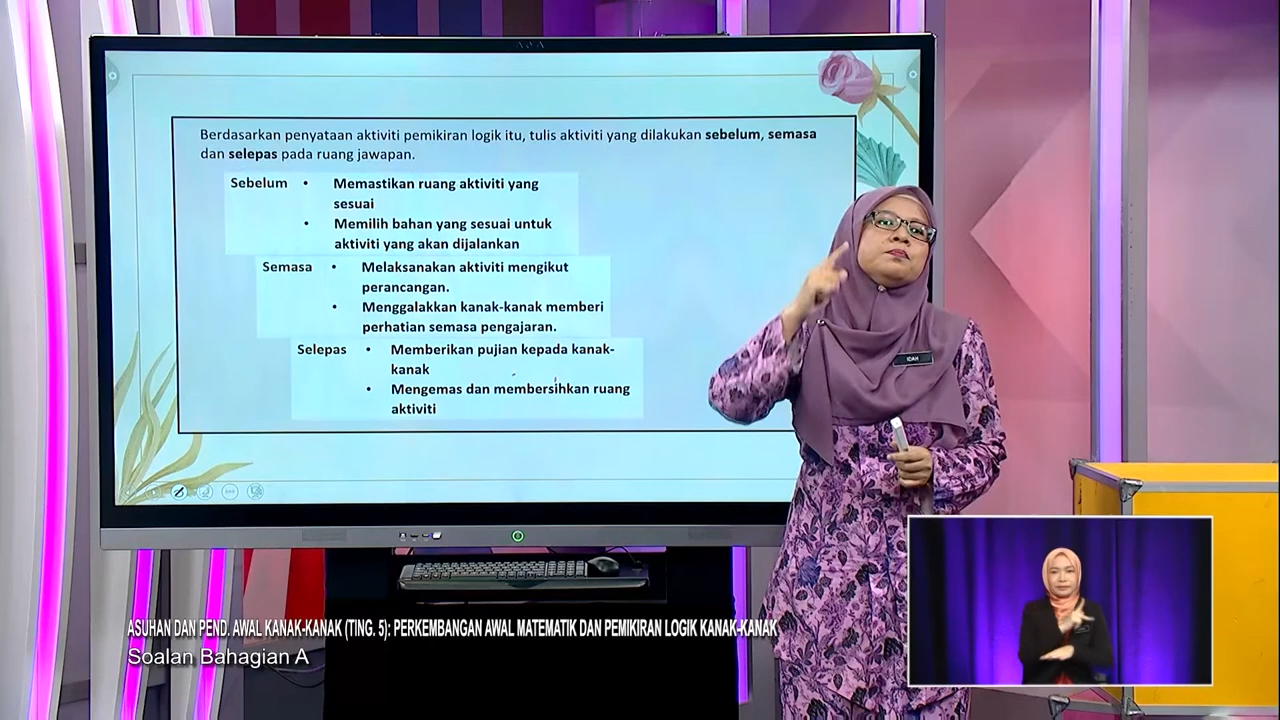 Berdasarkan penyataan aktiviti pemikiran logik itu, tulis aktiviti yang dilakukan sebelum, semasa
dan selepas pada ruang jawapan.
Sebelum • Memastikan ruang aktiviti yang
sesuai
• Memilih bahan yang sesuai untuk
aktiviti yang akan dijalankan
Semasa • Melaksanakan aktiviti mengikut
perancangan.
• Menggalakkan kanak-kanak memberi
perhatian semasa pengajaran.
Selepas • Memberikan pujian kepada kanak-
kanak
• Mengemas dan membersihkan ruang
aktiviti
IDAH
ASUHAN DAN PEND. AWAL KANAK-KANAK (TING. 5): PERKEMBANGAN AWAL MATEMATIK DAN PEMIKIRAN LOGIK KANAK-KANAK
Soalan Bahagian A